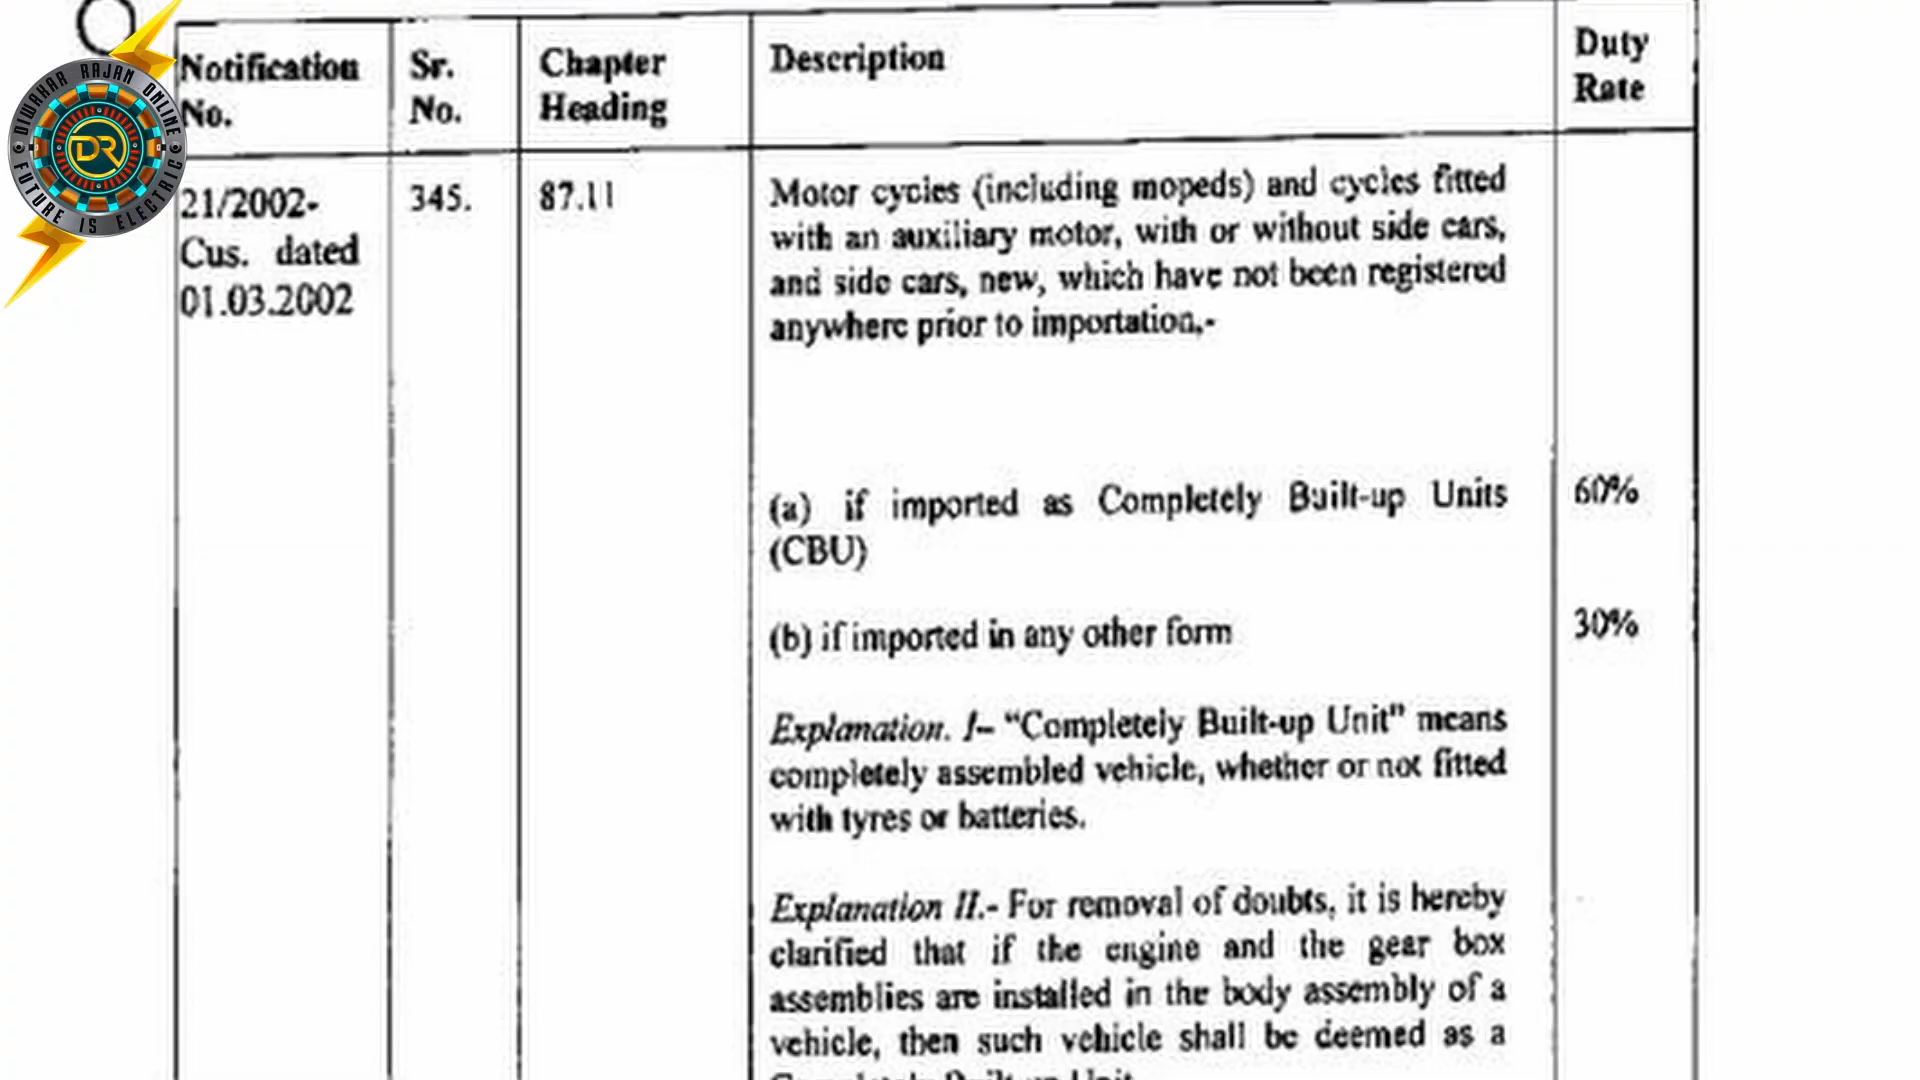 DIWAKAR RAJAN ONLINE
DR
FUTURE IS ELECTRIC
Notification No.
Sr. No.
Chapter Heading
Description
Duty Rate
21/2002-
Cus. dated
01.03.2002
345.
87.11
Motor cycles (including mopeds) and cycles fitted
with an auxiliary motor, with or without side cars,
and side cars, new, which have not been registered
anywhere prior to importation,-
(a) if imported as Completely Built-up Units
(CBU)
60%
(b) if imported in any other form
30%
Explanation. I– “Completely Built-up Unit” means
completely assembled vehicle, whether or not fitted
with tyres or batteries.
Explanation II.- For removal of doubts, it is hereby
clarified that if the engine and the gear box
assemblies are installed in the body assembly of a
vehicle, then such vehicle shall be deemed as a
Completely Built-up Unit